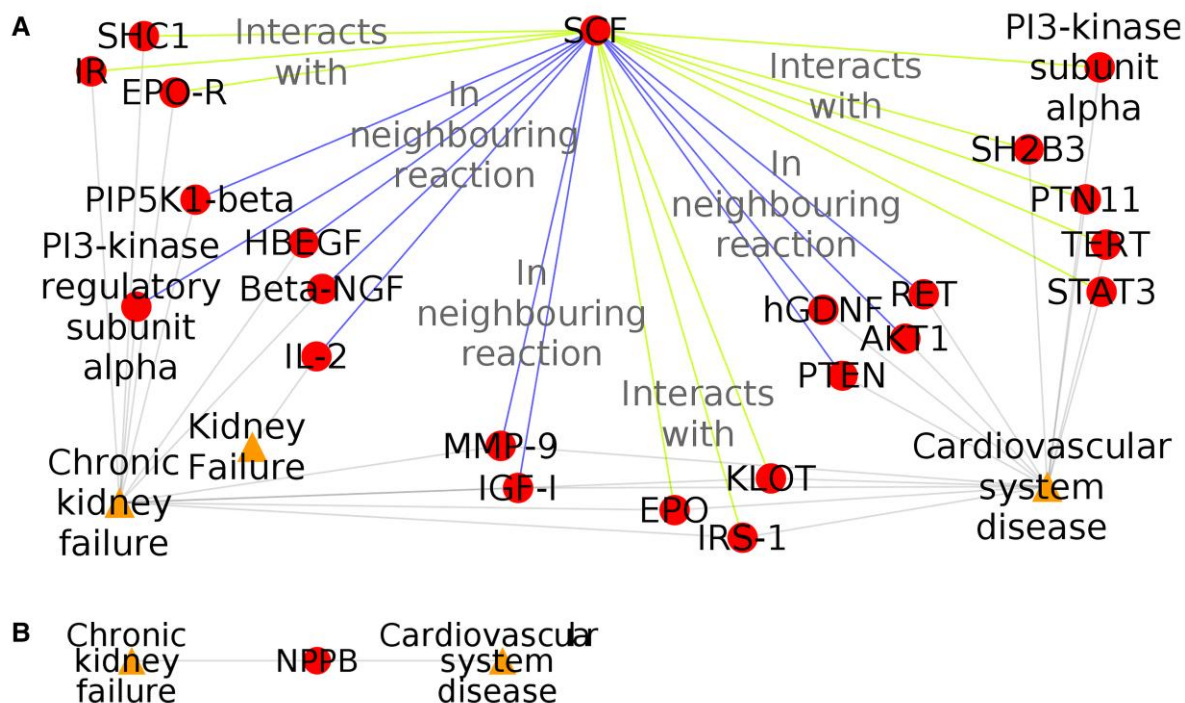 A
SHC1
IR
EPO-R
Interacts
with
SCF
Interacts
with
PI3-kinase
subunit
alpha
SH2B3
PTN11
TERT
STAT3
In
neighbouring
reaction
In
neighbouring
reaction
PIP5K1-beta
PI3-kinase
regulatory
subunit
alpha
HBEGF
Beta-NGF
IL-2
In
neighbouring
reaction
hGDNF
RET
AKT1
PTEN
Interacts
with
Kidney
Failure
Chronic
kidney
failure
MMP-9
IGF-I
KLOT
EPO
IRS-1
Cardiovascular
system
disease
B
Chronic
kidney
failure
NPPB
Cardiovascular
system
disease